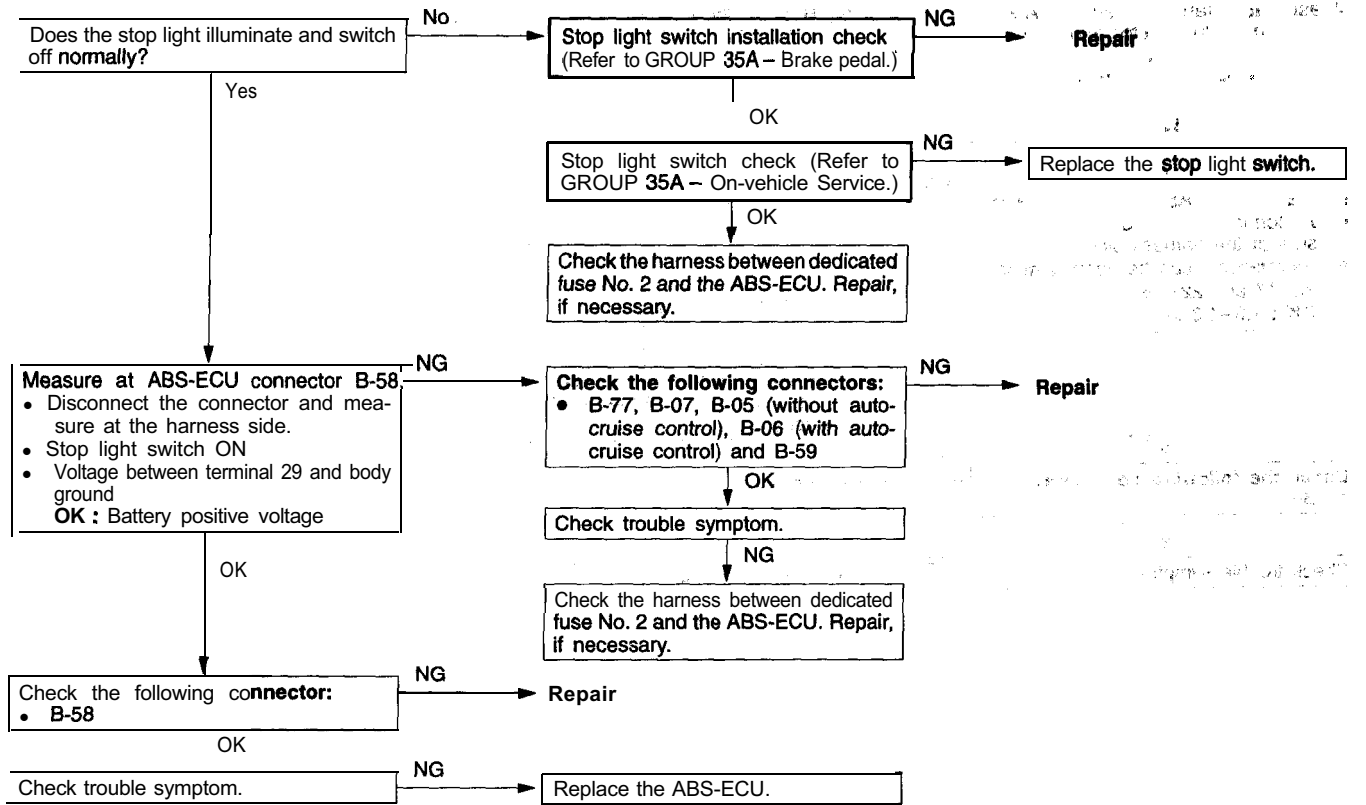 Does the stop light illuminate and switch
off normally?
No
Stop light switch installation check
(Refer to GROUP 35A – Brake pedal.)
NG
Repair
Yes
OK
Stop light switch check (Refer to
GROUP 35A – On-vehicle Service.)
NG
Replace the stop light switch.
OK
Check the harness between dedicated
fuse No. 2 and the ABS-ECU. Repair,
if necessary.
Measure at ABS-ECU connector B-58.
• Disconnect the connector and mea-
sure at the harness side.
• Stop light switch ON
• Voltage between terminal 29 and body
ground
OK : Battery positive voltage
NG
Check the following connectors:
• B-77, B-07, B-05 (without auto-
cruise control), B-06 (with auto-
cruise control) and B-59
NG
Repair
OK
Check trouble symptom.
NG
Check the harness between dedicated
fuse No. 2 and the ABS-ECU. Repair,
if necessary.
OK
Check the following connector:
• B-58
NG
Repair
OK
Check trouble symptom.
NG
Replace the ABS-ECU.